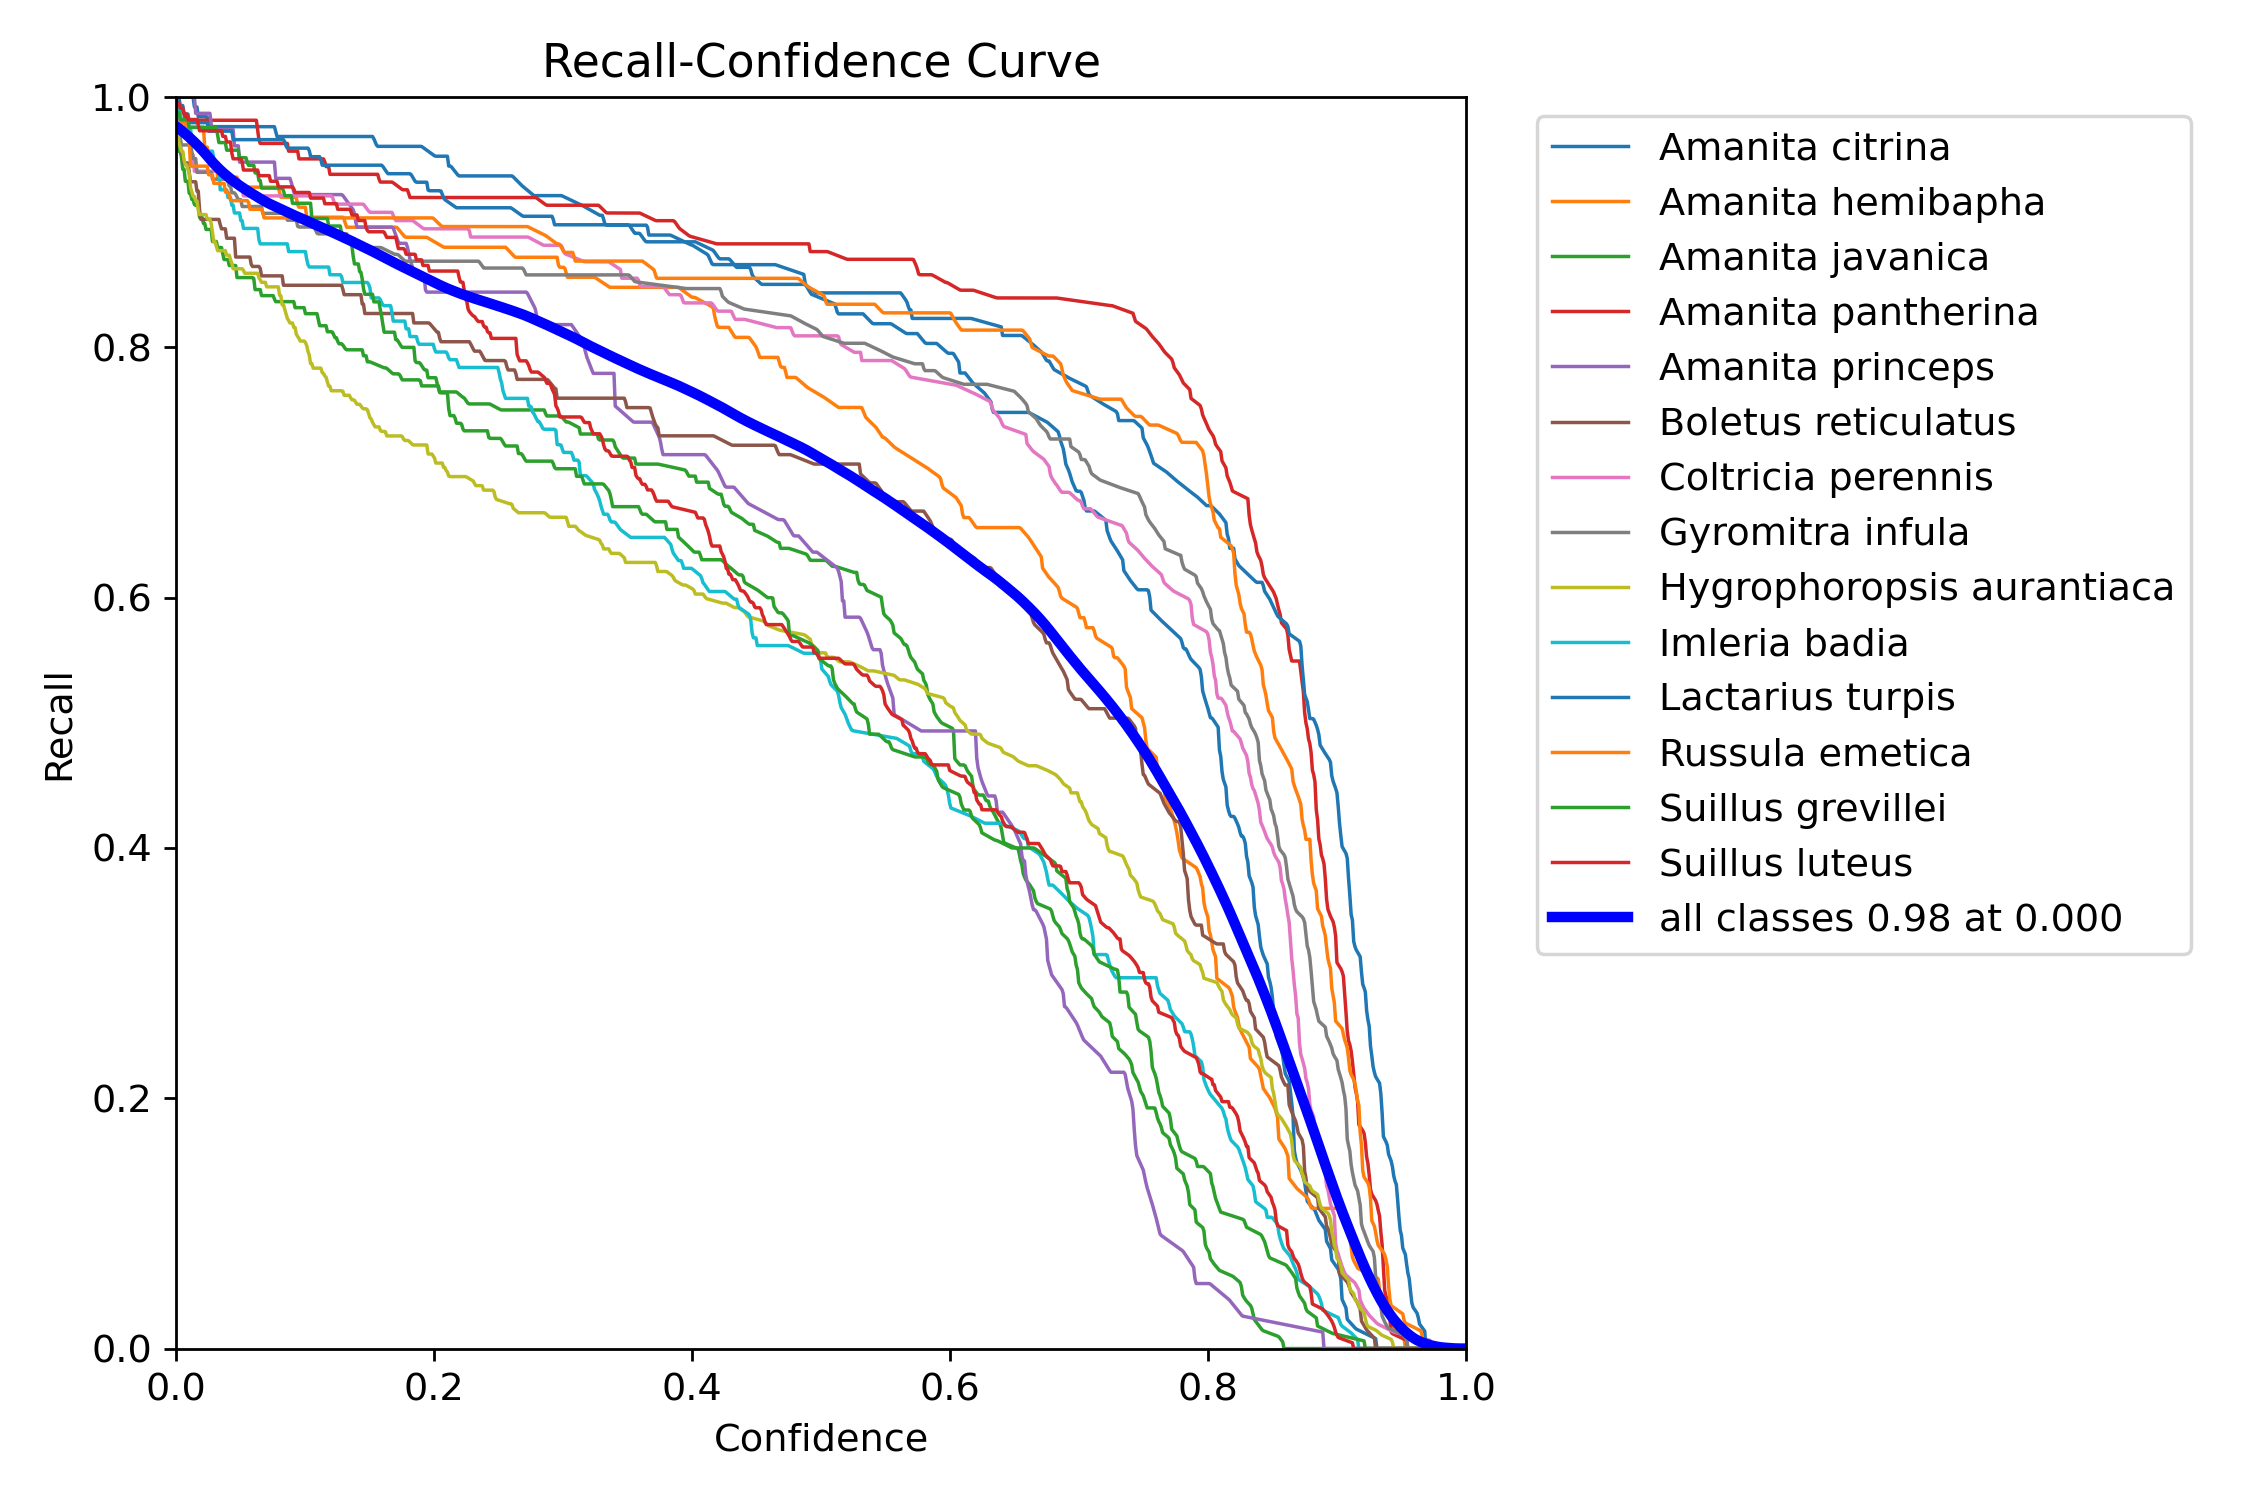 Recall-Confidence Curve
1.0
0.8
0.6
0.4
0.2
0.0
Recall
0.0 0.2 0.4 0.6 0.8 1.0
Confidence
Amanita citrina
Amanita hemibapha
Amanita javanica
Amanita pantherina
Amanita princeps
Boletus reticulatus
Coltricia perennis
Gyromitra infula
Hygrophoropsis aurantiaca
Imleria badia
Lactarius turpis
Russula emetica
Suillus grevillei
Suillus luteus
all classes 0.98 at 0.000